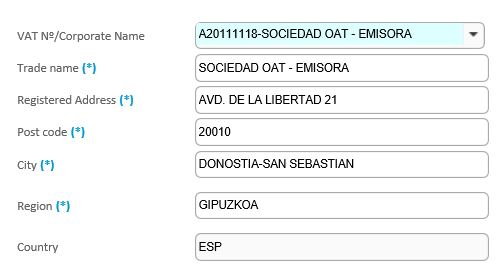 VAT Nº/Corporate Name A20111118-SOCIEDAD OAT - EMISORA
Trade name (*) SOCIEDAD OAT - EMISORA
Registered Address (*) AVD. DE LA LIBERTAD 21
Post code (*) 20010
City (*) DONOSTIA-SAN SEBASTIAN
Region (*) GIPUZKOA
Country ESP